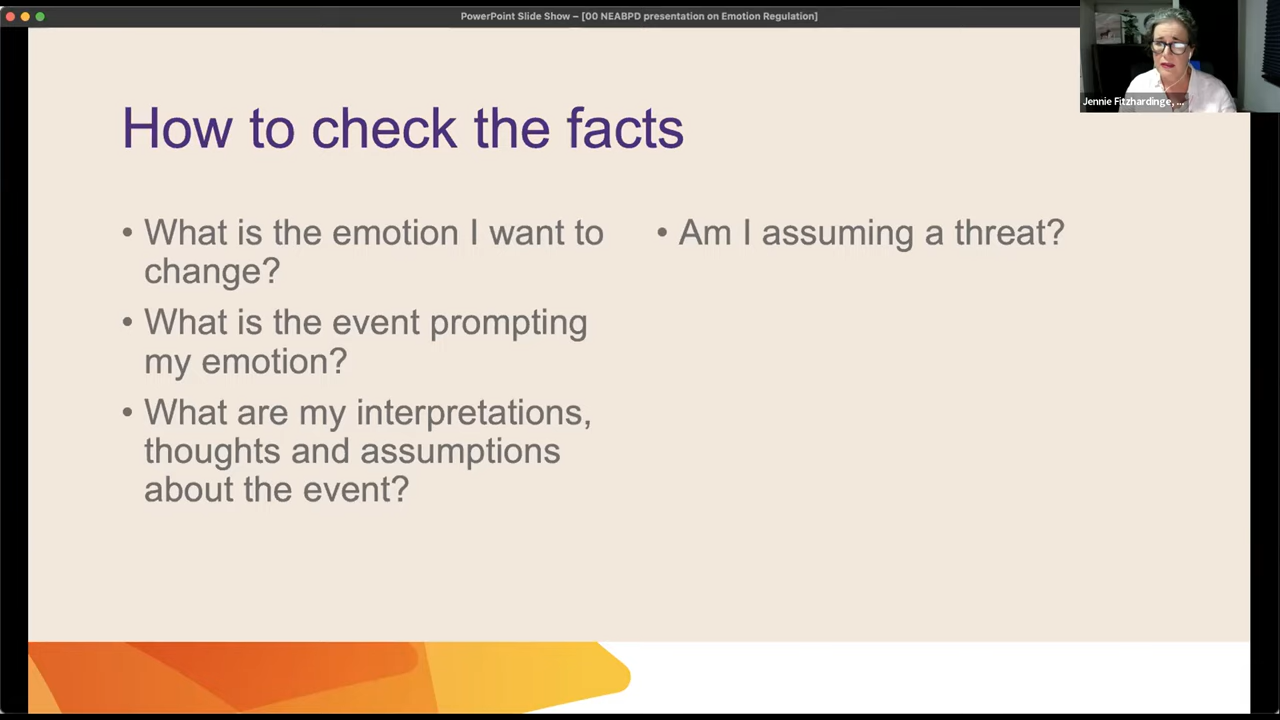 PowerPoint Slide Show – [00 NEABPD presentation on Emotion Regulation]
Jennie Fitzhardinge, ...
How to check the facts
• What is the emotion I want to
change?
• What is the event prompting
my emotion?
• What are my interpretations,
thoughts and assumptions
about the event?
• Am I assuming a threat?